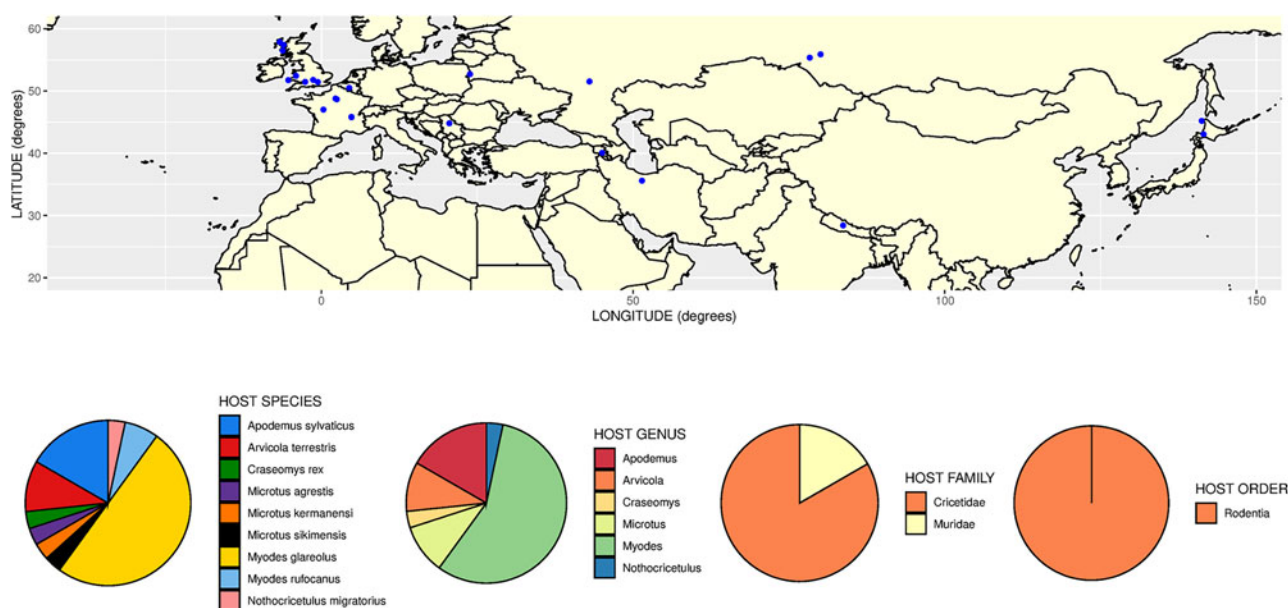 60
50
40
30
20
LATITUDE (degrees)
0
50
100
150
LONGITUDE (degrees)
HOST SPECIES
Apodemus sylvaticus
Arvicola terrestris
Craseomys rex
Microtus agrestis
Microtus kermanensi
Microtus sikimensis
Myodes glareolus
Myodes rufocanus
Nothocricetulus migratorius
HOST GENUS
Apodemus
Arvicola
Craseomys
Microtus
Myodes
Nothocricetulus
HOST FAMILY
Cricetidae
Muridae
HOST ORDER
Rodentia